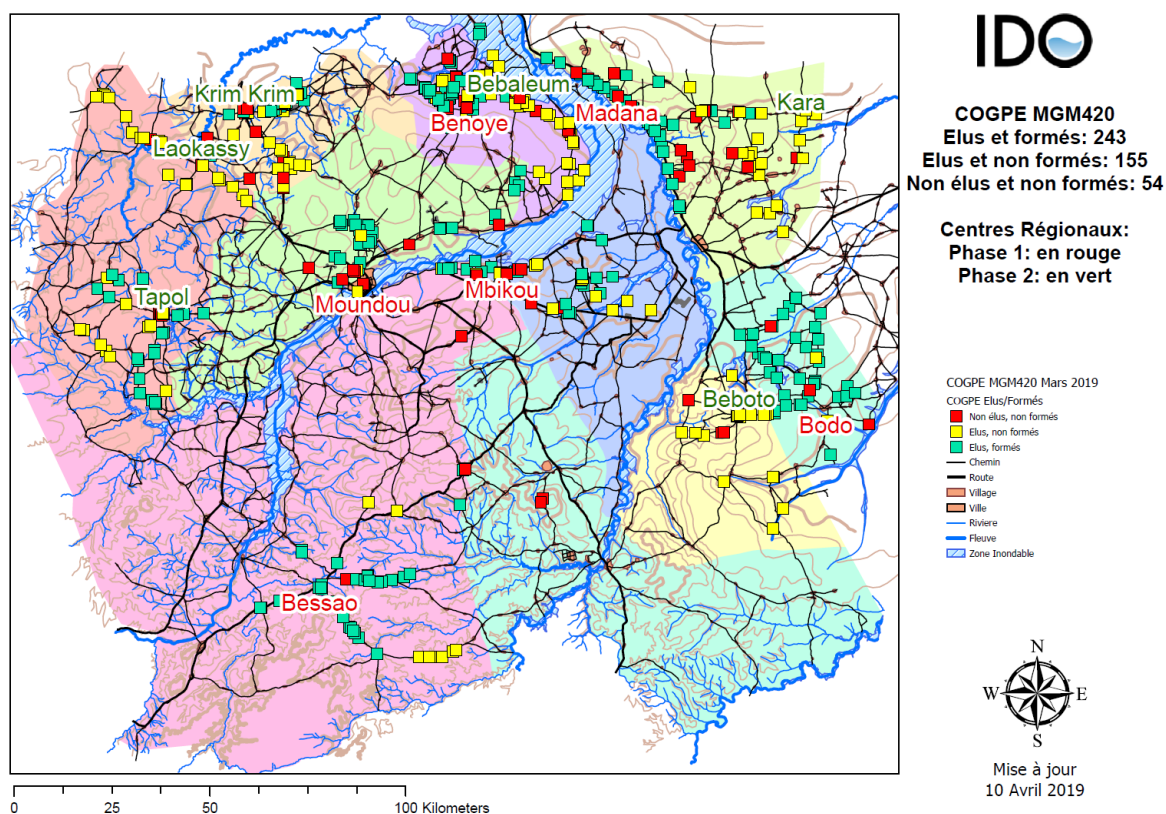 Krim Krim
Bebaleum
Kara
Benoye
Madana
Laokassy
Tapol
Moundou
Mbikou
Beboto
Bodo
Bessao
0 25 50 100 Kilometers
IDO
COGPE MGM420
Elus et formés: 243
Elus et non formés: 155
Non élus et non formés: 54
Centres Régionaux:
Phase 1: en rouge
Phase 2: en vert
COGPE MGM420 Mars 2019
COGPE Elus/Formés
Non élus, non formés
Elus, non formés
Elus, formés
Chemin
Route
Village
Ville
Riviere
Fleuve
Zone Inondable
N
W E
S
Mise à jour
10 Avril 2019